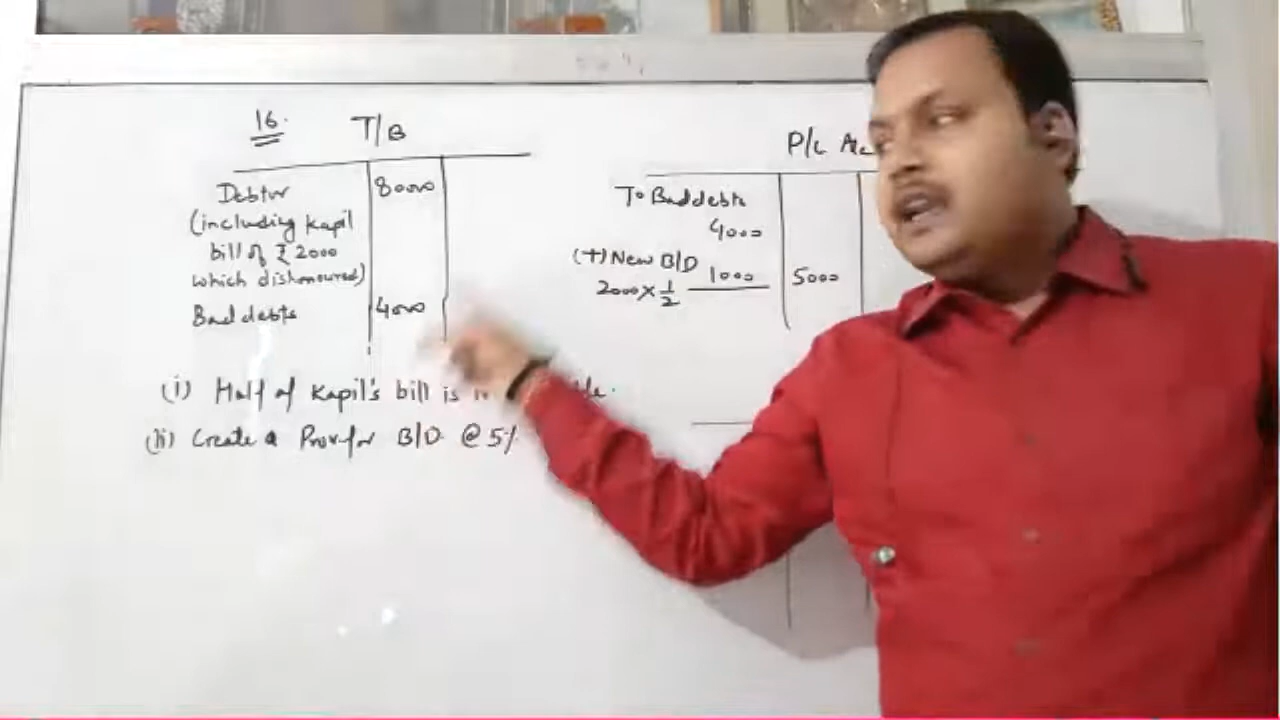 16.
T/B
Debtor 80000
(including Kapil
bill of ₹2000
which dishonoured)
Bad debts 4000
(i) Half of Kapil's bill is
(ii) Create a Prov for B/D @ 5%
P/L A/c
To Bad debts
4000
(+) New B/D 1000 5000
2000 × 1/2